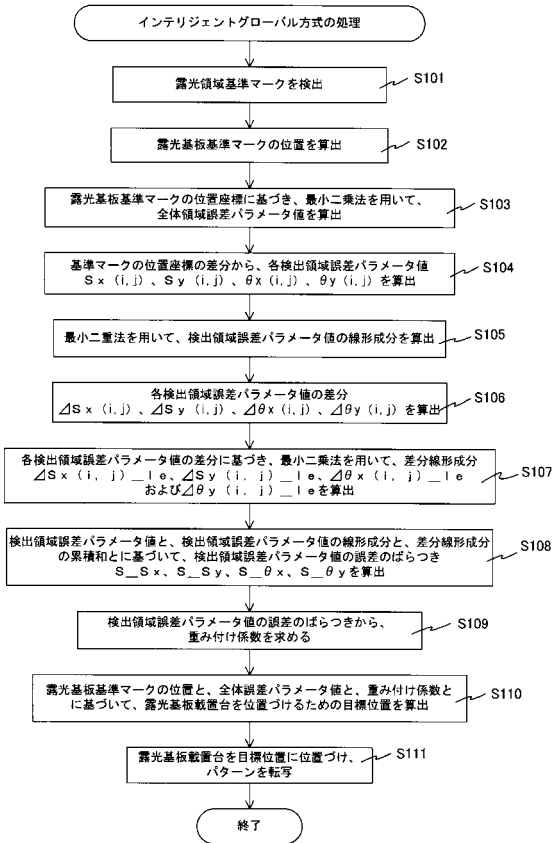 インテリジェントグローバル方式の処理
露光領域基準マークを検出
S101
露光基板基準マークの位置を算出
S102
露光基板基準マークの位置座標に基づき、最小二乗法を用いて、
全体領域誤差パラメータ値を算出
S103
基準マークの位置座標の差分から、各検出領域誤差パラメータ値
Sx(i,j)、Sy(i,j)、θx(i,j)、θy(i,j)を算出
S104
最小二重法を用いて、検出領域誤差パラメータ値の線形成分を算出
S105
各検出領域誤差パラメータ値の差分
⊿Sx(i,j)、⊿Sy(i,j)、⊿θx(i,j)、⊿θy(i,j)を算出
S106
各検出領域誤差パラメータ値の差分に基づき、最小二乗法を用いて、差分線形成分
⊿Sx(i, j)_le、⊿Sy(i, j)_le、⊿θx(i, j)_le
および⊿θy(i, j)_leを算出
S107
検出領域誤差パラメータ値と、検出領域誤差パラメータ値の線形成分と、差分線形成分
の累積和とに基づいて、検出領域誤差パラメータ値の誤差のばらつき
S_Sx、S_Sy、S_θx、S_θyを算出
S108
検出領域誤差パラメータ値の誤差のばらつきから、
重み付け係数を求める
S109
露光基板基準マークの位置と、全体誤差パラメータ値と、重み付け係数と
に基づいて、露光基板載置台を位置づけるための目標位置を算出
S110
露光基板載置台を目標位置に位置づけ、
パターンを転写
S111
終了